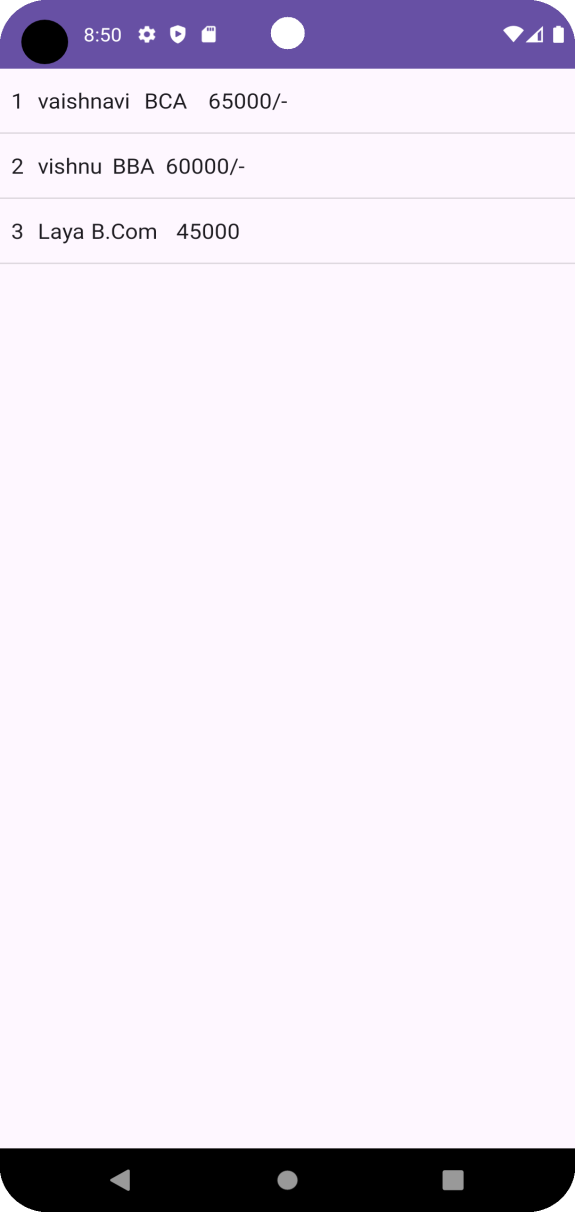 8:50
1 vaishnavi BCA 65000/-
2 vishnu BBA 60000/-
3 Laya B.Com 45000